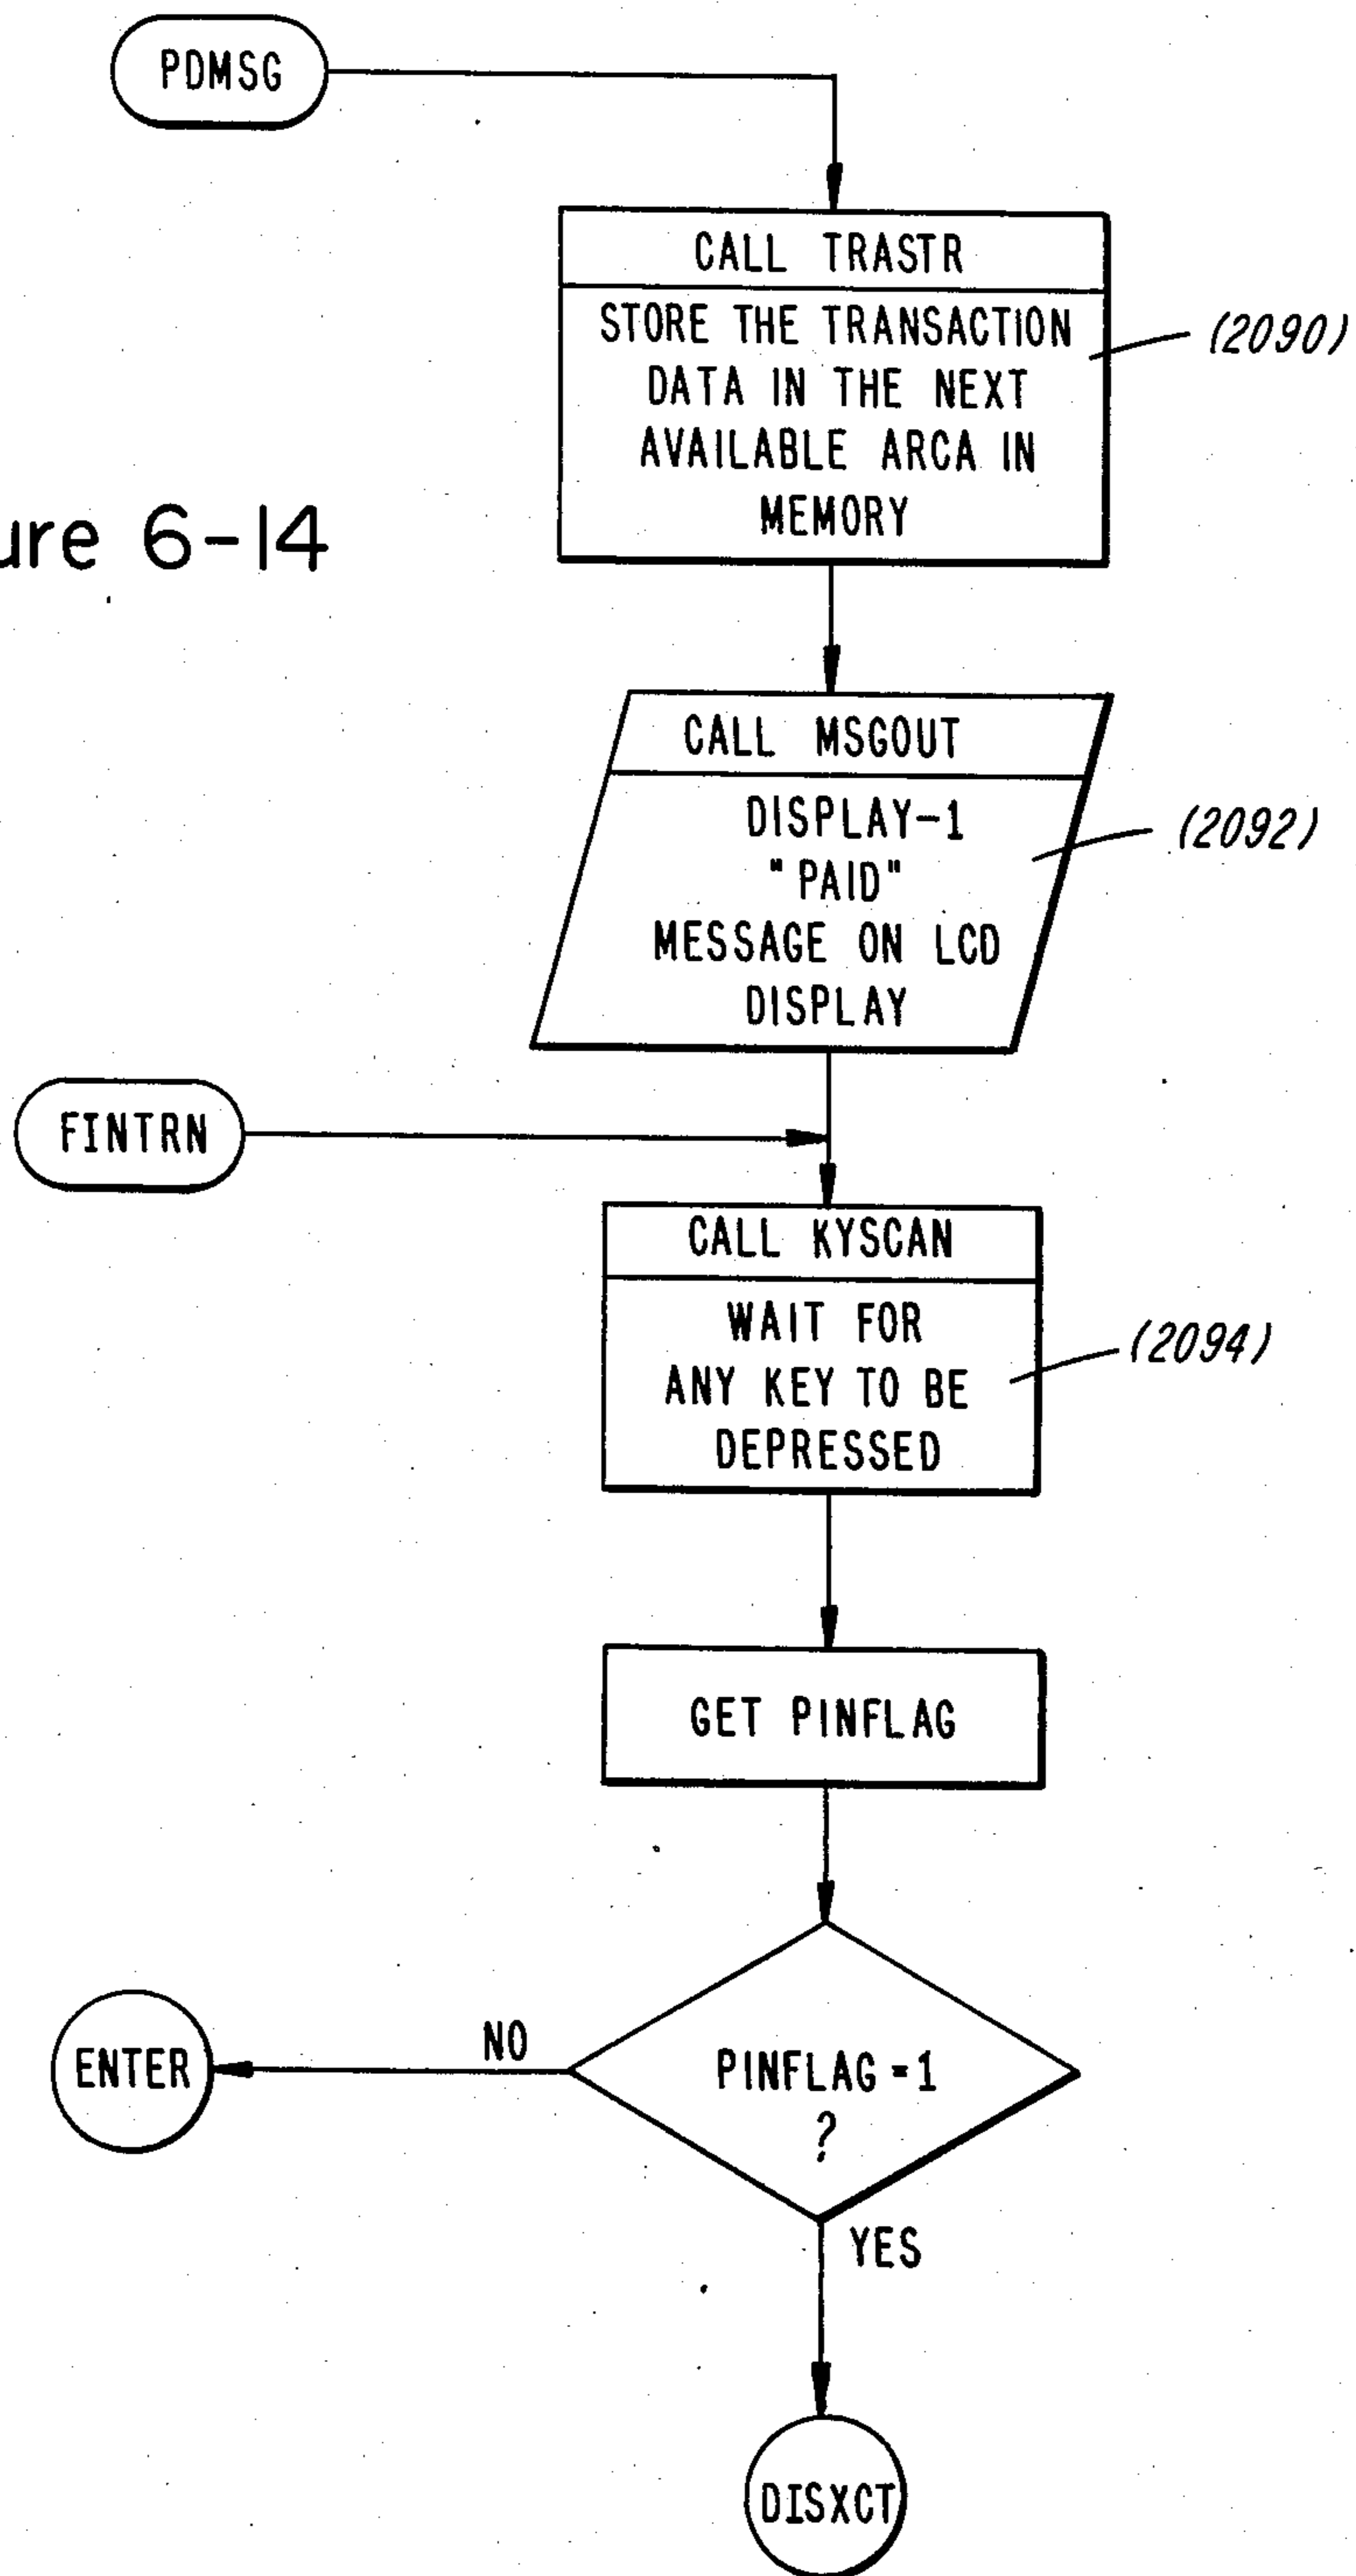 PDMSG
CALL TRASTR
STORE THE TRANSACTION
DATA IN THE NEXT
AVAILABLE ARCA IN
MEMORY
(2090)
ure 6-14
CALL MSGOUT
DISPLAY-1
"PAID"
MESSAGE ON LCD
DISPLAY
(2092)
FINTRN
CALL KYSCAN
WAIT FOR
ANY KEY TO BE
DEPRESSED
(2094)
GET PINFLAG
PINFLAG=1
?
NO
ENTER
YES
DISXCT